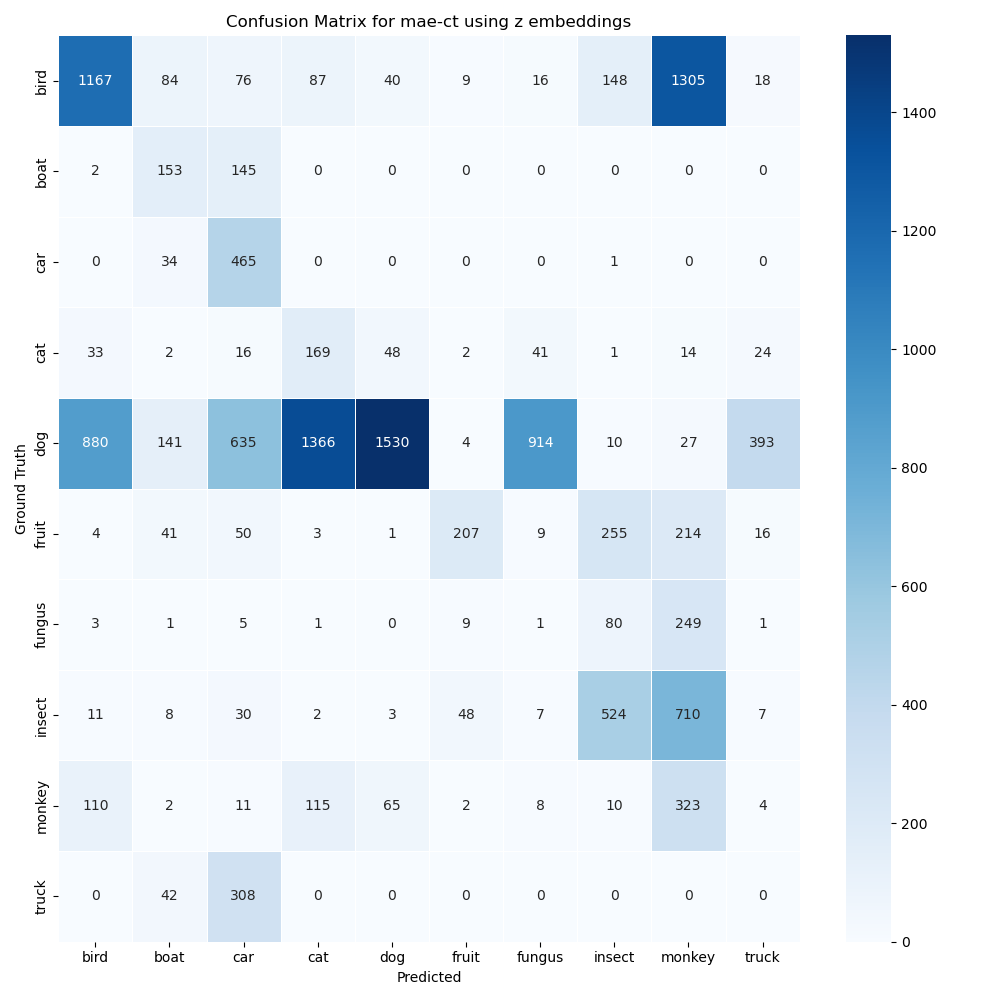 Confusion Matrix for mae-ct using z embeddings
Ground Truth
bird 1167 84 76 87 40 9 16 148 1305 18
boat 2 153 145 0 0 0 0 0 0 0
car 0 34 465 0 0 0 0 1 0 0
cat 33 2 16 169 48 2 41 1 14 24
dog 880 141 635 1366 1530 4 914 10 27 393
fruit 4 41 50 3 1 207 9 255 214 16
fungus 3 1 5 1 0 9 1 80 249 1
insect 11 8 30 2 3 48 7 524 710 7
monkey 110 2 11 115 65 2 8 10 323 4
truck 0 42 308 0 0 0 0 0 0 0
bird boat car cat dog fruit fungus insect monkey truck
Predicted
1400
1200
1000
800
600
400
200
0